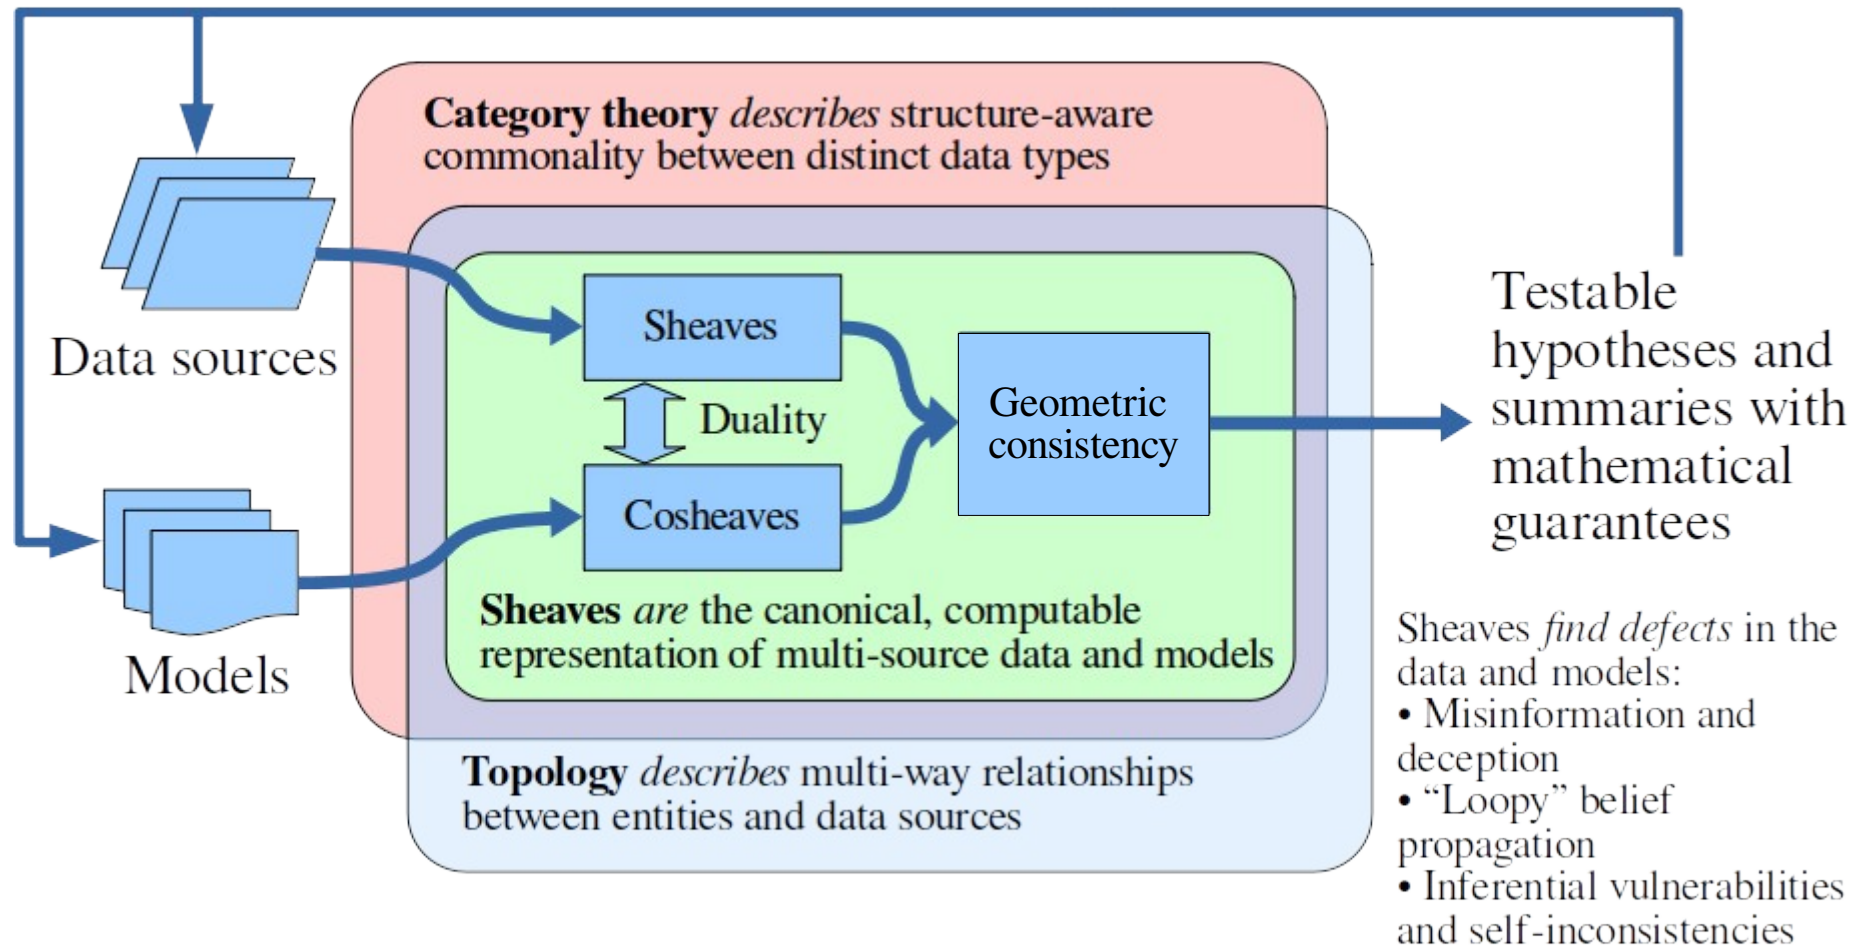 Category theory describes structure-aware
commonality between distinct data types
Data sources
Sheaves
Duality
Cosheaves
Geometric
consistency
Models
Sheaves are the canonical, computable
representation of multi-source data and models
Topology describes multi-way relationships
between entities and data sources
Testable
hypotheses and
summaries with
mathematical
guarantees
Sheaves find defects in the
data and models:
• Misinformation and
deception
• “Loopy” belief
propagation
• Inferential vulnerabilities
and self-inconsistencies